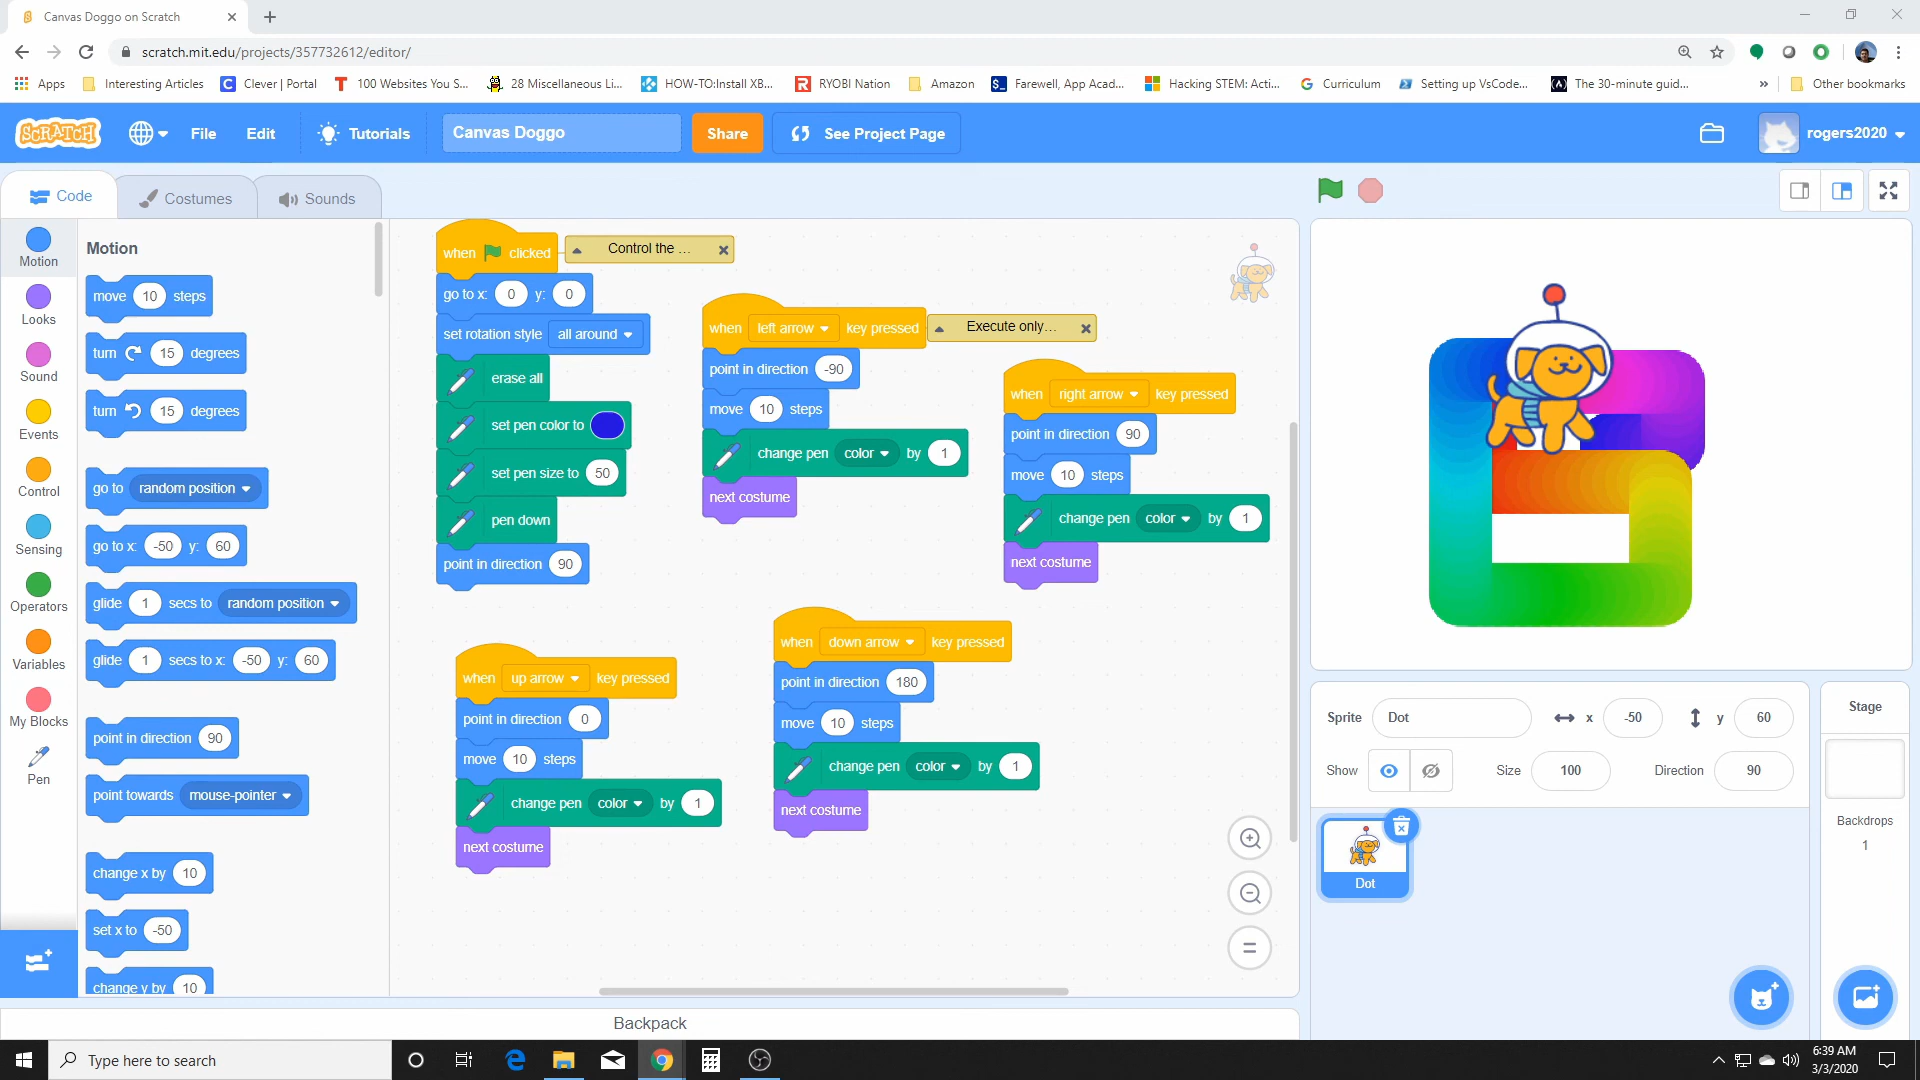 Canvas Doggo on Scratch
scratch.mit.edu/projects/357732612/editor/
Apps Interesting Articles Clever | Portal 100 Websites You S... 28 Miscellaneous Li... HOW-TO:Install XB... RYOBI Nation Amazon Farewell, App Acad... Hacking STEM: Acti... Curriculum Setting up VsCode... The 30-minute guid... » Other bookmarks
SCRATCH File Edit Tutorials Canvas Doggo Share See Project Page rogers2020
Code Costumes Sounds
Motion
Looks
Sound
Events
Control
Sensing
Operators
Variables
My Blocks
Pen
Motion
move 10 steps
turn 15 degrees
turn 15 degrees
go to random position
go to x: -50 y: 60
glide 1 secs to random position
glide 1 secs to x: -50 y: 60
point in direction 90
point towards mouse-pointer
change x by 10
set x to -50
change y by 10
when clicked
Control the ...
go to x: 0 y: 0
set rotation style all around
erase all
set pen color to
set pen size to 50
pen down
point in direction 90
when left arrow key pressed
Execute only...
point in direction -90
move 10 steps
change pen color by 1
next costume
when right arrow key pressed
point in direction 90
move 10 steps
change pen color by 1
next costume
when up arrow key pressed
point in direction 0
move 10 steps
change pen color by 1
next costume
when down arrow key pressed
point in direction 180
move 10 steps
change pen color by 1
next costume
Backpack
Sprite Dot x -50 y 60
Show Size 100 Direction 90
Dot
Stage
Backdrops
1
Type here to search
6:39 AM
3/3/2020